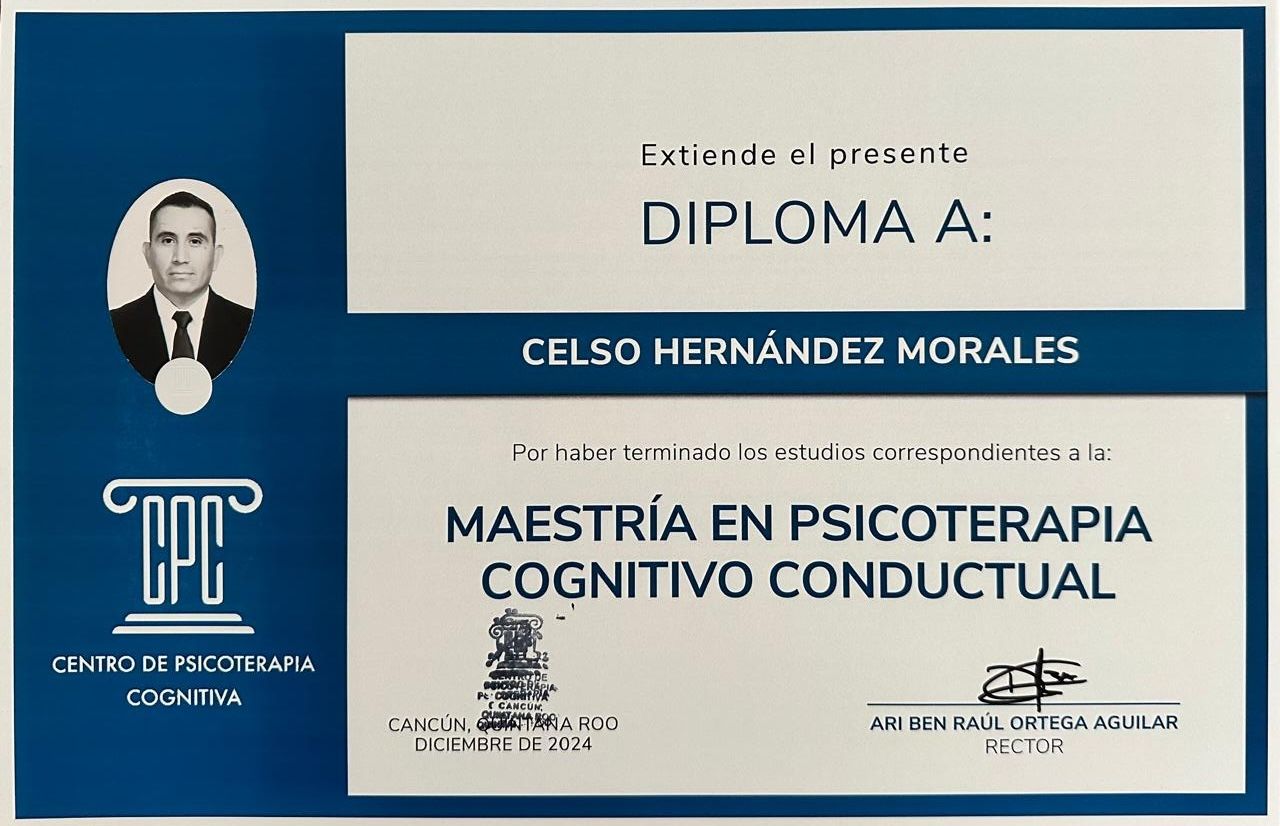 Extiende el presente
DIPLOMA A:
CELSO HERNÁNDEZ MORALES
Por haber terminado los estudios correspondientes a la:
MAESTRÍA EN PSICOTERAPIA
COGNITIVO CONDUCTUAL
CPC
CENTRO DE PSICOTERAPIA
COGNITIVA
CANCÚN, QUINTANA ROO
DICIEMBRE DE 2024
ARI BEN RAÚL ORTEGA AGUILAR
RECTOR